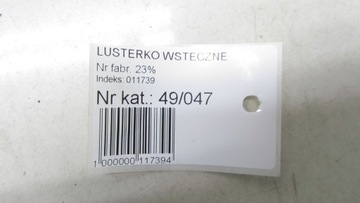 LUSTERKO WSTECZNE
Nr fabr. 23%
Indeks: 011739
Nr kat.: 49/047
1 000000 117394